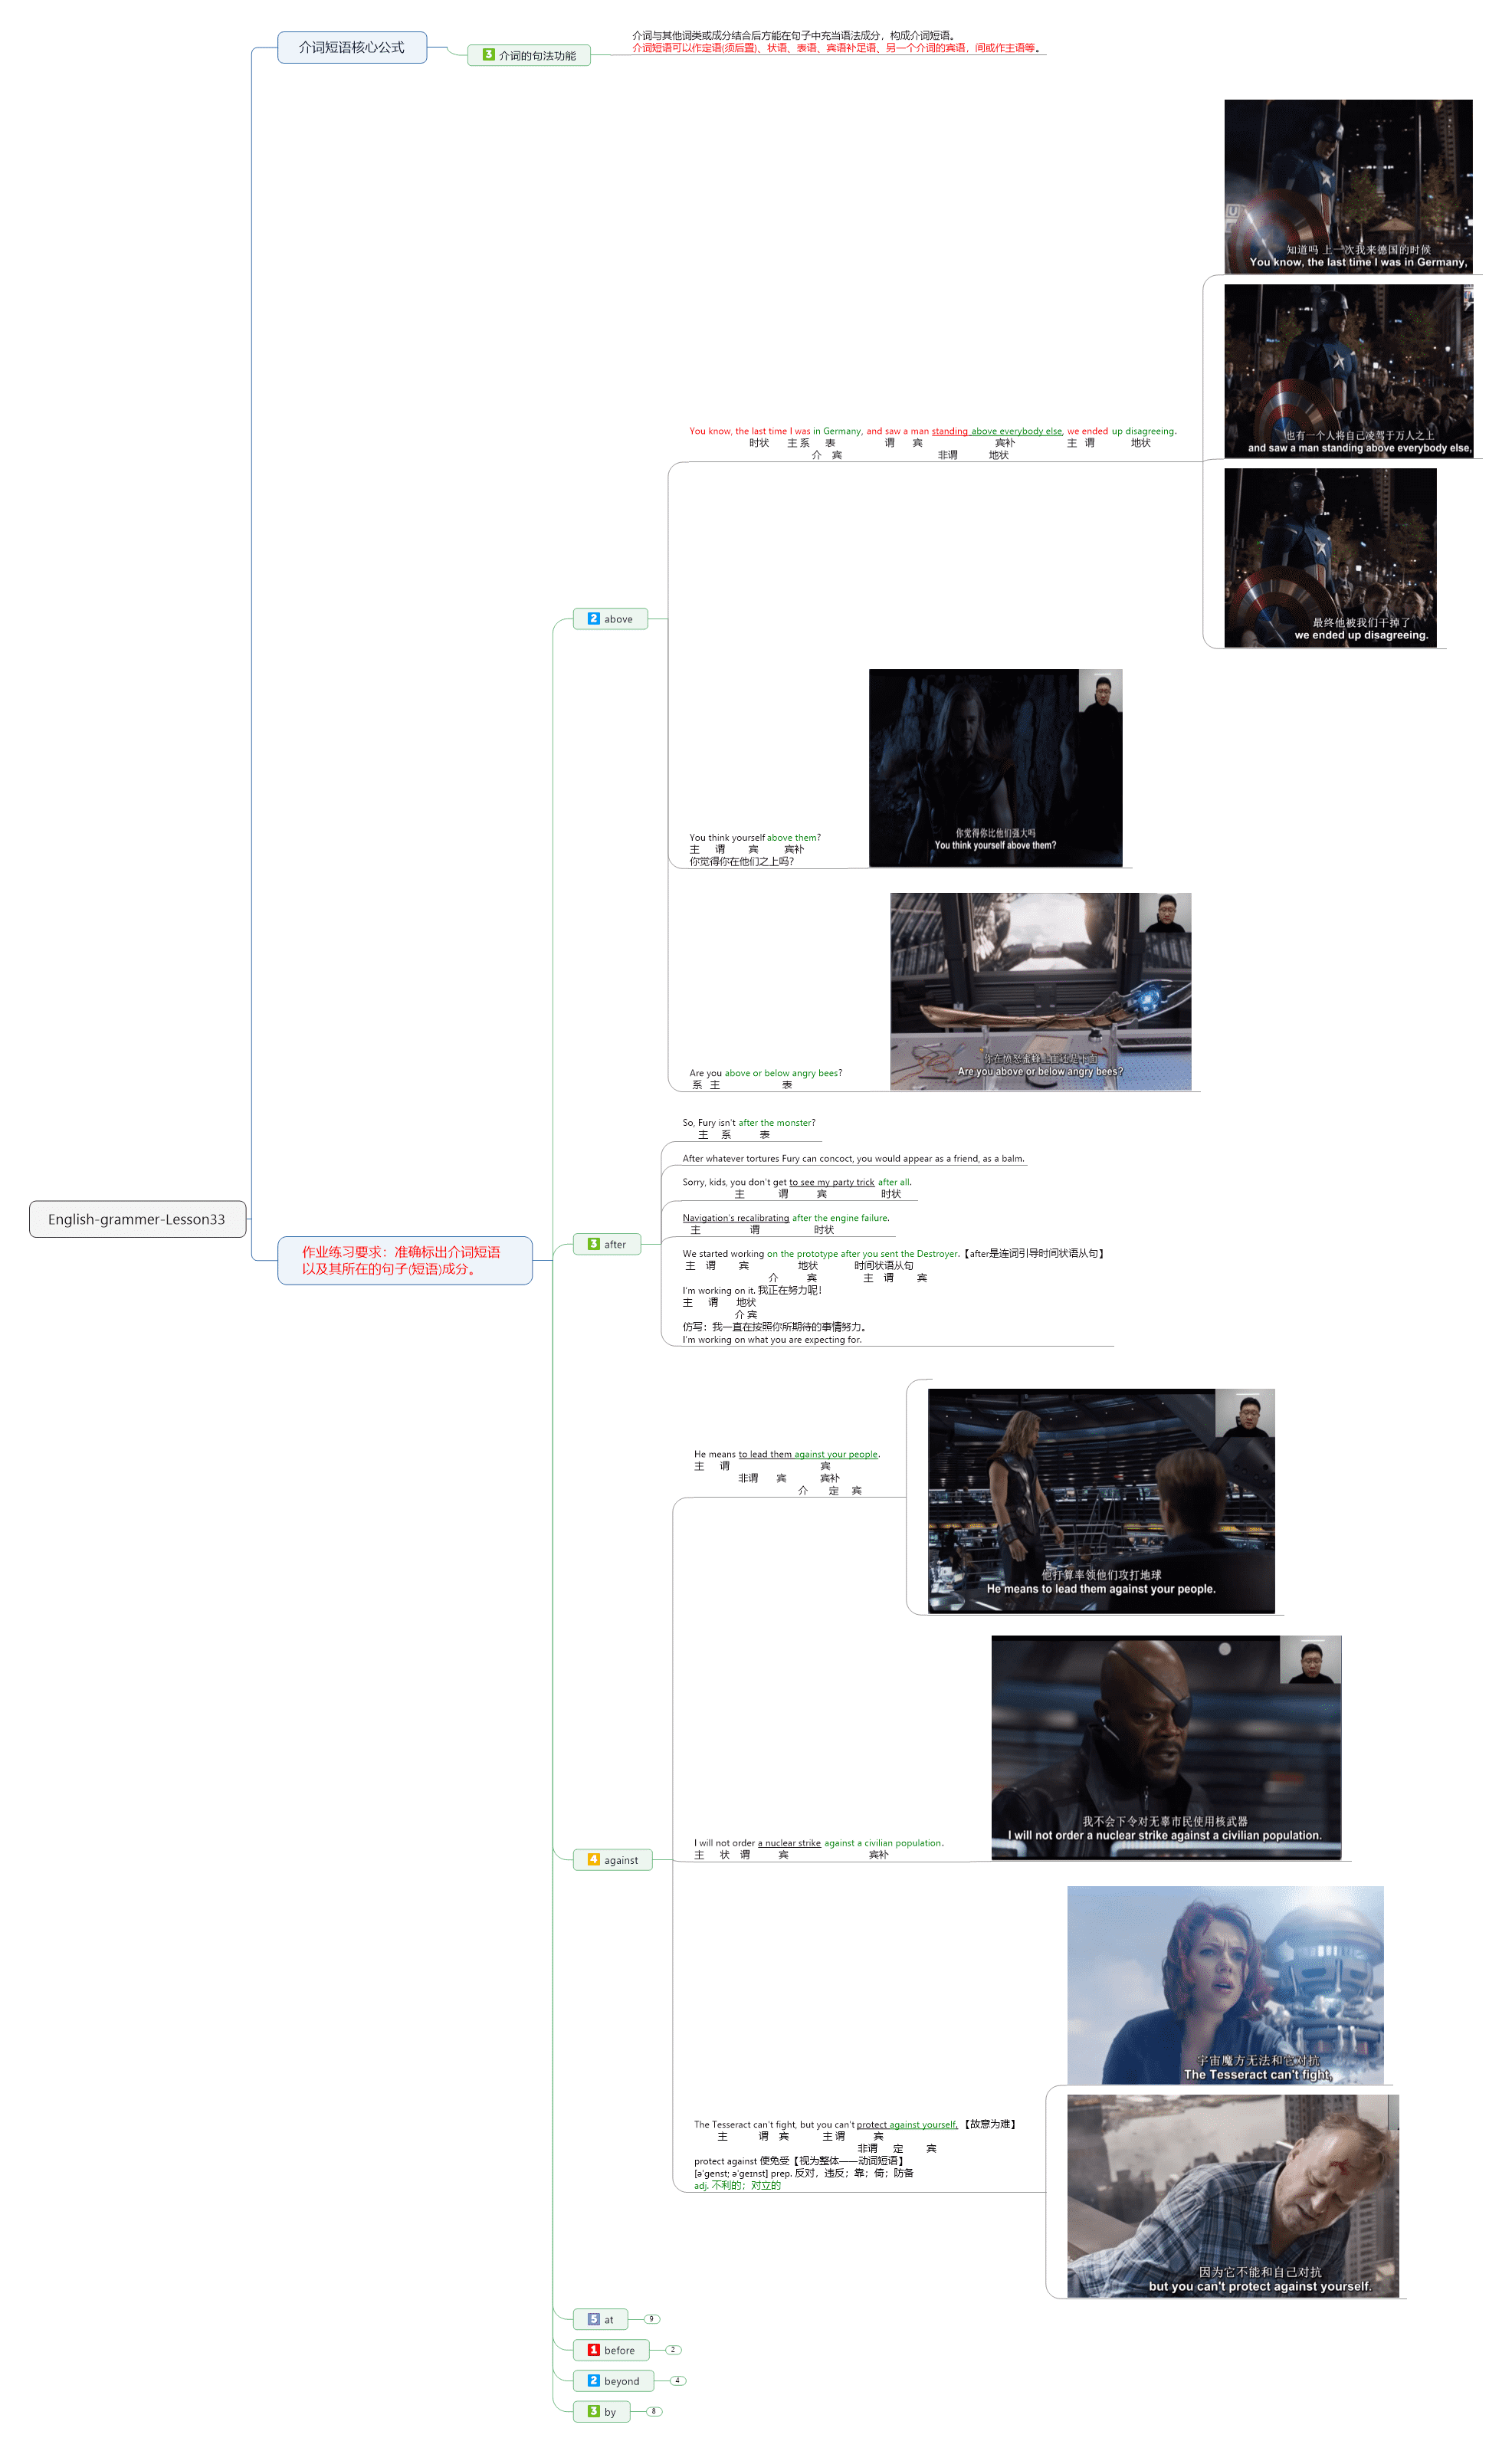 English-grammer-Lesson33
介词短语核心公式
3 介词的句法功能
介词与其他词类或成分结合后方能在句子中充当语法成分，构成介词短语。
介词短语可以作定语(须后置)、状语、表语、宾语补足语、另一个介词的宾语，间或作主语等。
作业练习要求：准确标出介词短语
以及其所在的句子(短语)成分。
2 above
You know, the last time I was in Germany, and saw a man standing above everybody else, we ended up disagreeing.
时状 主 系 表 谓 宾 宾补 主 谓 地状
介 宾 非谓 地状
知道吗 上一次我来德国的时候
You know, the last time I was in Germany,
也有一个人将自己凌驾于万人之上
and saw a man standing above everybody else,
最终他被我们干掉了
we ended up disagreeing.
You think yourself above them?
主 谓 宾 宾补
你觉得你在他们之上吗?
你觉得你比他们强大吗
You think yourself above them?
Are you above or below angry bees?
系 主 表
你在愤怒蜜蜂上面还是下面
Are you above or below angry bees?
3 after
So, Fury isn't after the monster?
主 系 表
After whatever tortures Fury can concoct, you would appear as a friend, as a balm.
Sorry, kids, you don't get to see my party trick after all.
主 谓 宾 时状
Navigation's recalibrating after the engine failure.
主 谓 时状
We started working on the prototype after you sent the Destroyer.【after是连词引导时间状语从句】
主 谓 宾 地状 时间状语从句
介 宾 主 谓 宾
I'm working on it. 我正在努力呢！
主 谓 地状
介 宾
仿写：我一直在按照你所期待的事情努力。
I'm working on what you are expecting for.
4 against
He means to lead them against your people.
主 谓 宾
非谓 宾 宾补
介 定 宾
他打算率领他们攻打地球
He means to lead them against your people.
I will not order a nuclear strike against a civilian population.
主 状 谓 宾 宾补
我不会下令对无辜市民使用核武器
I will not order a nuclear strike against a civilian population.
The Tesseract can't fight, but you can't protect against yourself. 【故意为难】
主 谓 宾 主 谓 宾
非谓 定 宾
protect against 使免受【视为整体——动词短语】
[ə'genst; ə'geɪnst] prep. 反对，违反；靠；倚；防备
adj. 不利的；对立的
宇宙魔方无法和它对抗
The Tesseract can't fight,
因为它不能和自己对抗
but you can't protect against yourself.
5 at 9
1 before 2
2 beyond 4
3 by 8